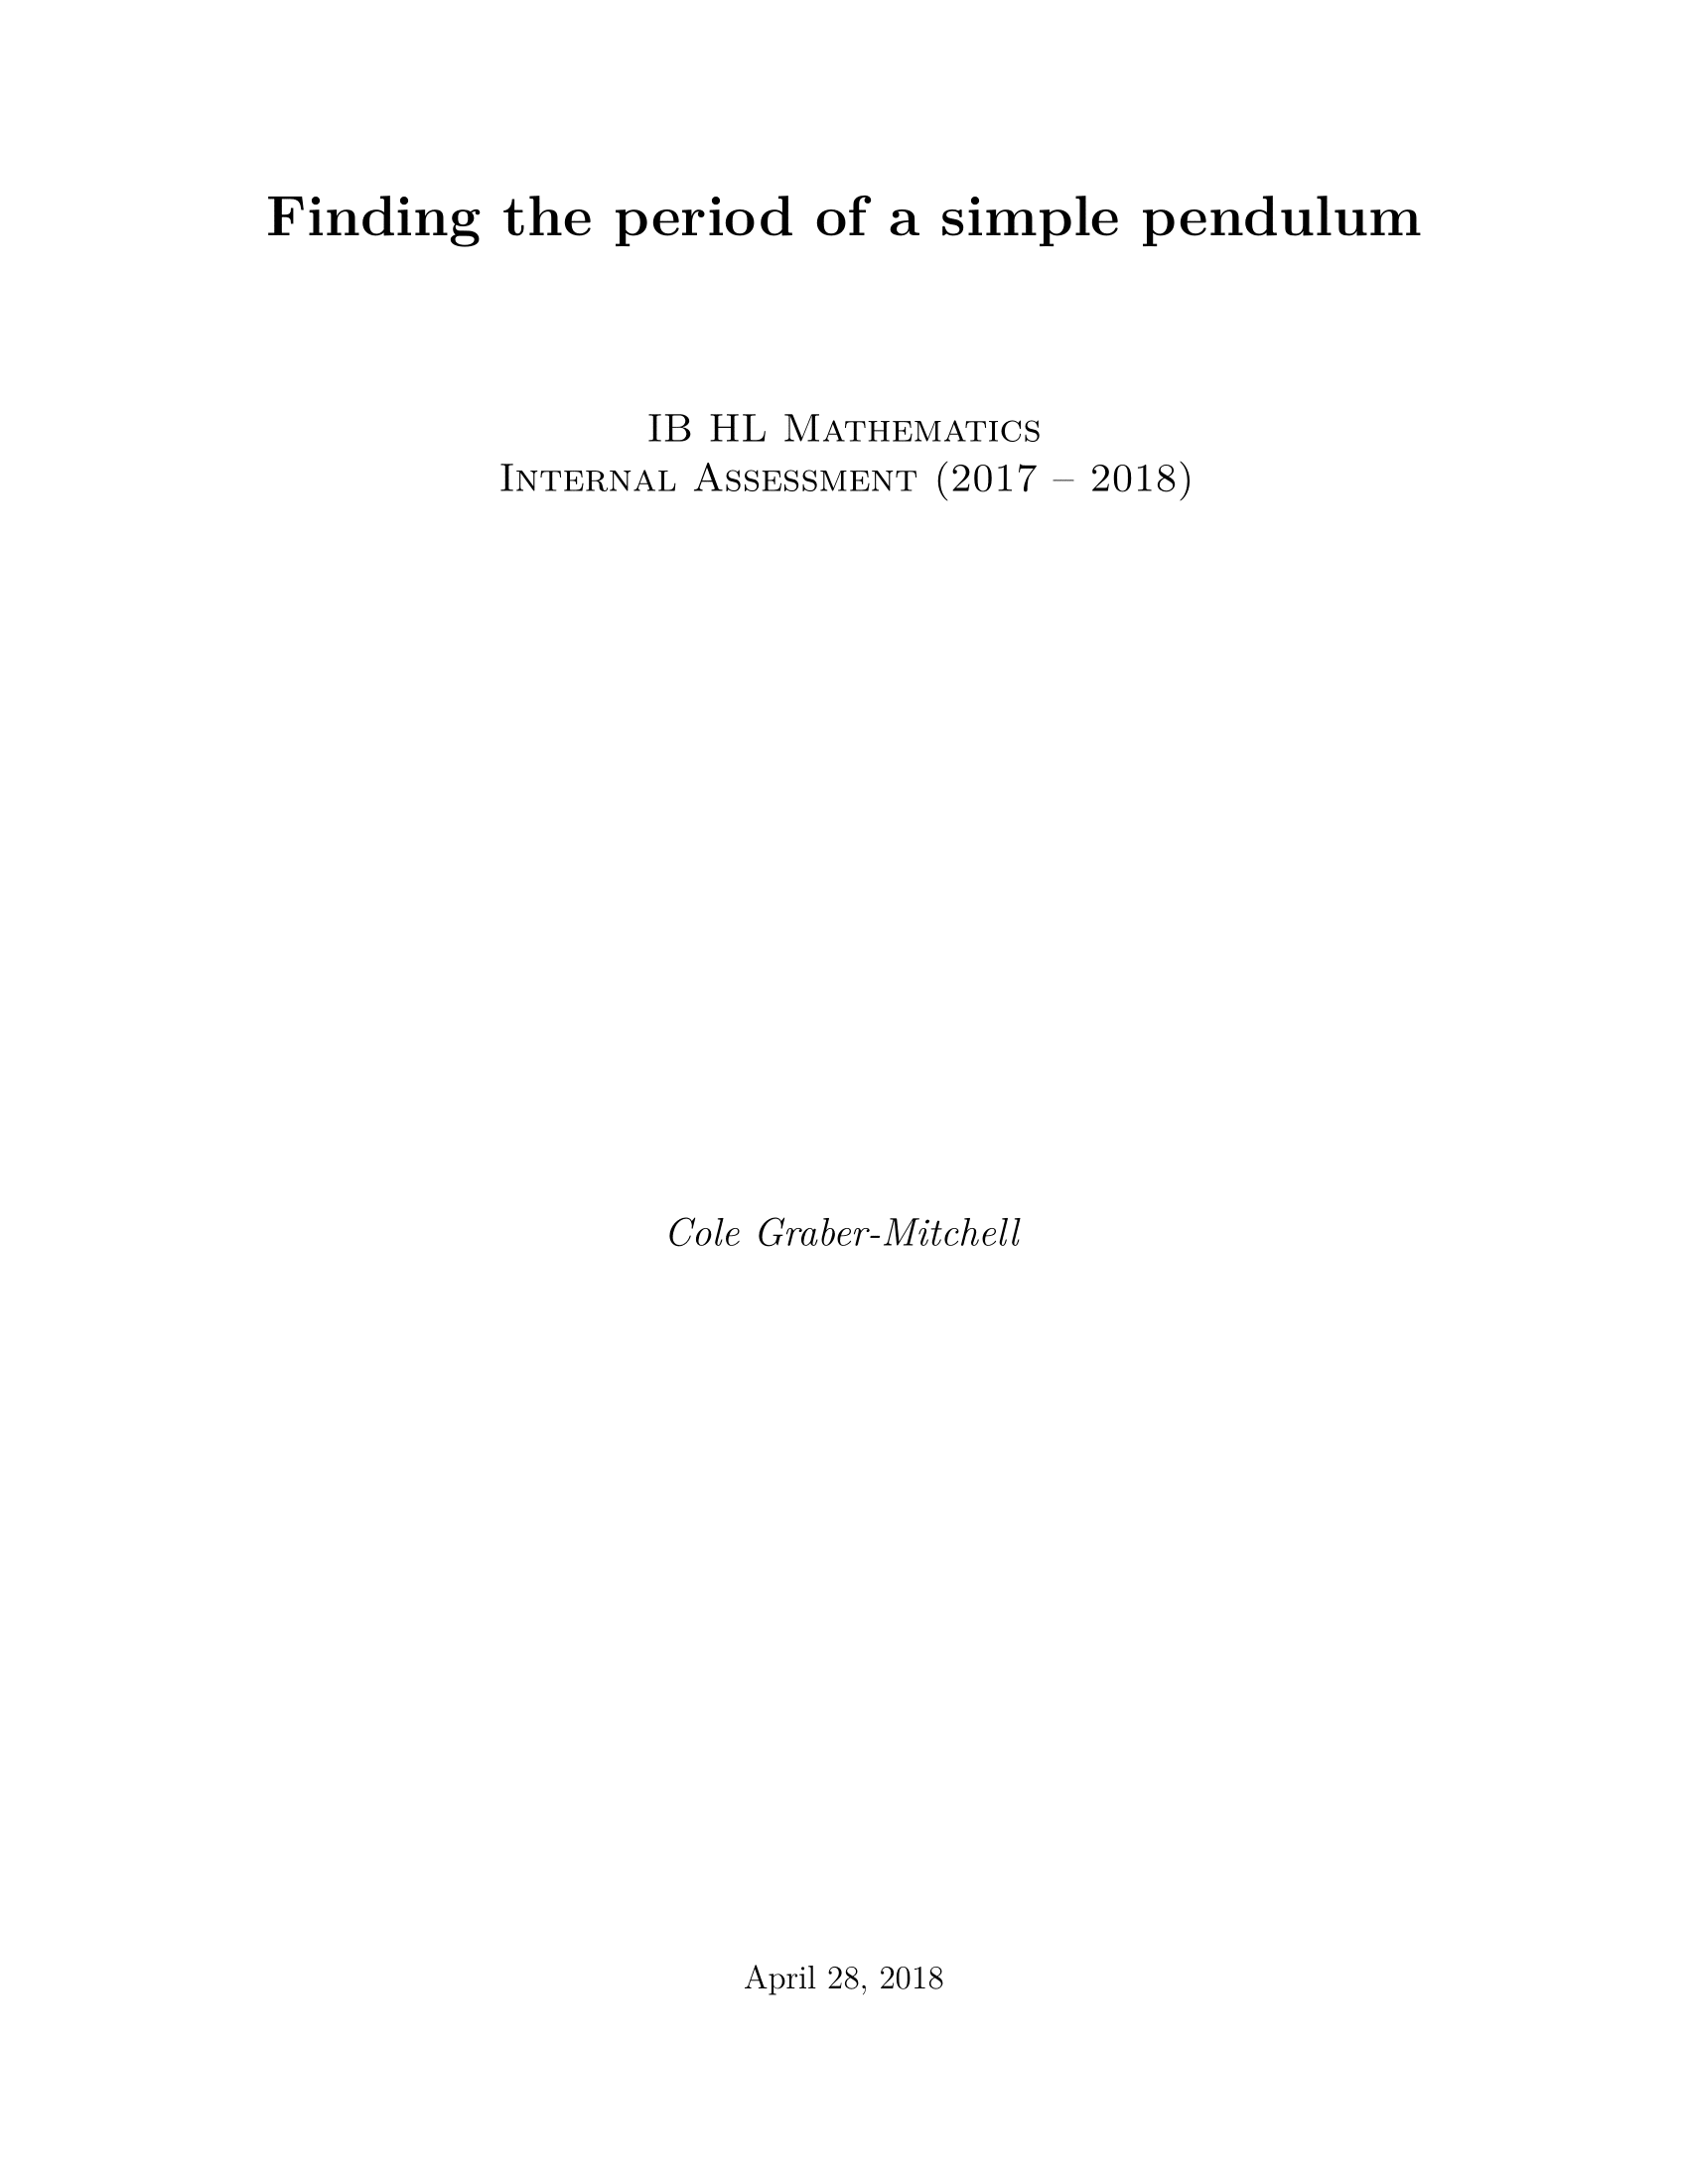 Finding the period of a simple pendulum
IB HL Mathematics
Internal Assessment (2017 – 2018)
Cole Graber-Mitchell
April 28, 2018